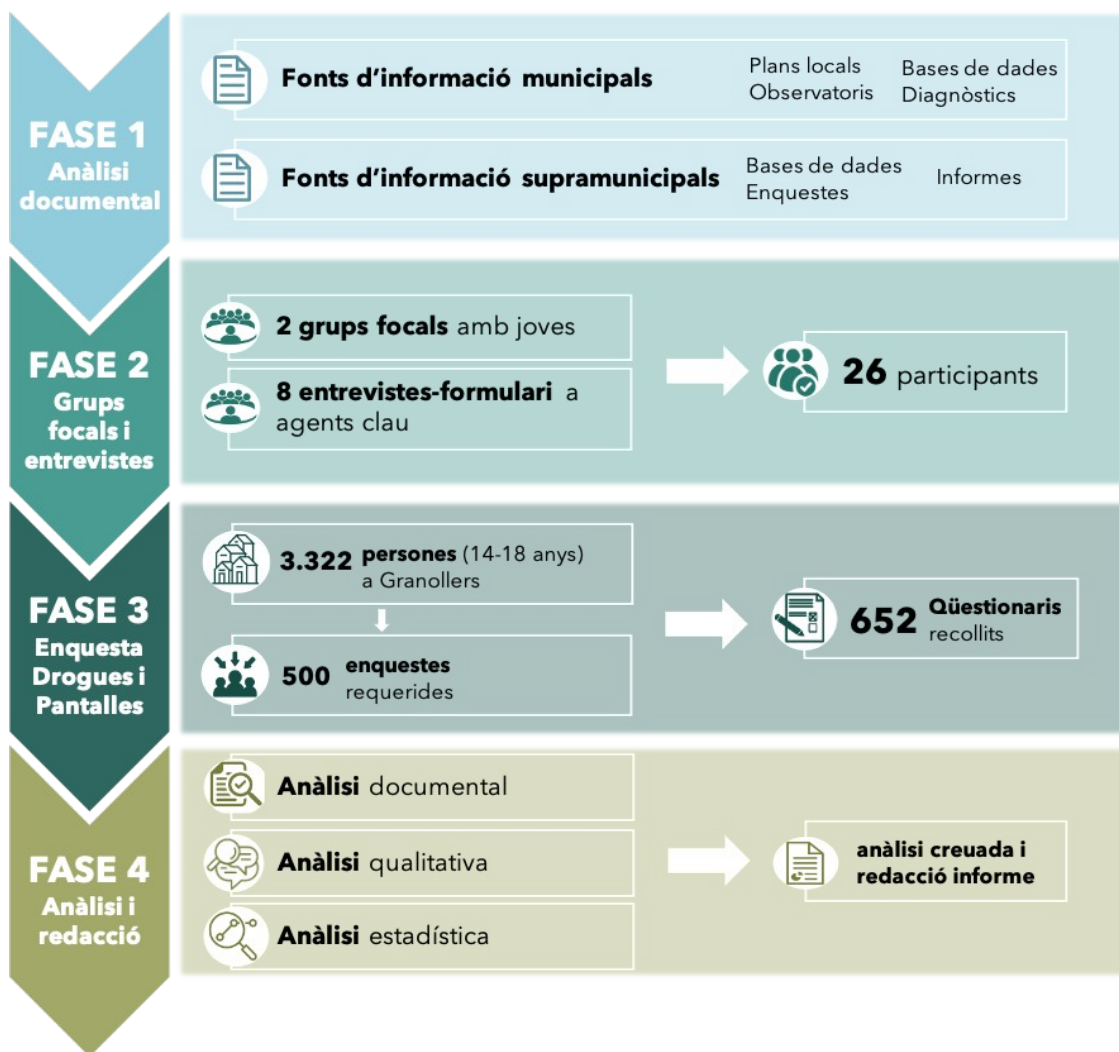 FASE 1
Anàlisi
documental
Fonts d’informació municipals
Plans locals
Observatoris
Bases de dades
Diagnòstics
Fonts d’informació supramunicipals
Bases de dades
Enquestes
Informes
FASE 2
Grups
focals i
entrevistes
2 grups focals amb joves
8 entrevistes-formulari a
agents clau
26 participants
FASE 3
Enquesta
Drogues i
Pantalles
3.322 persones (14-18 anys)
a Granollers
500 enquestes
requerides
652 Qüestionaris
recollits
FASE 4
Anàlisi i
redacció
Anàlisi documental
Anàlisi qualitativa
Anàlisi estadística
anàlisi creuada i
redacció informe